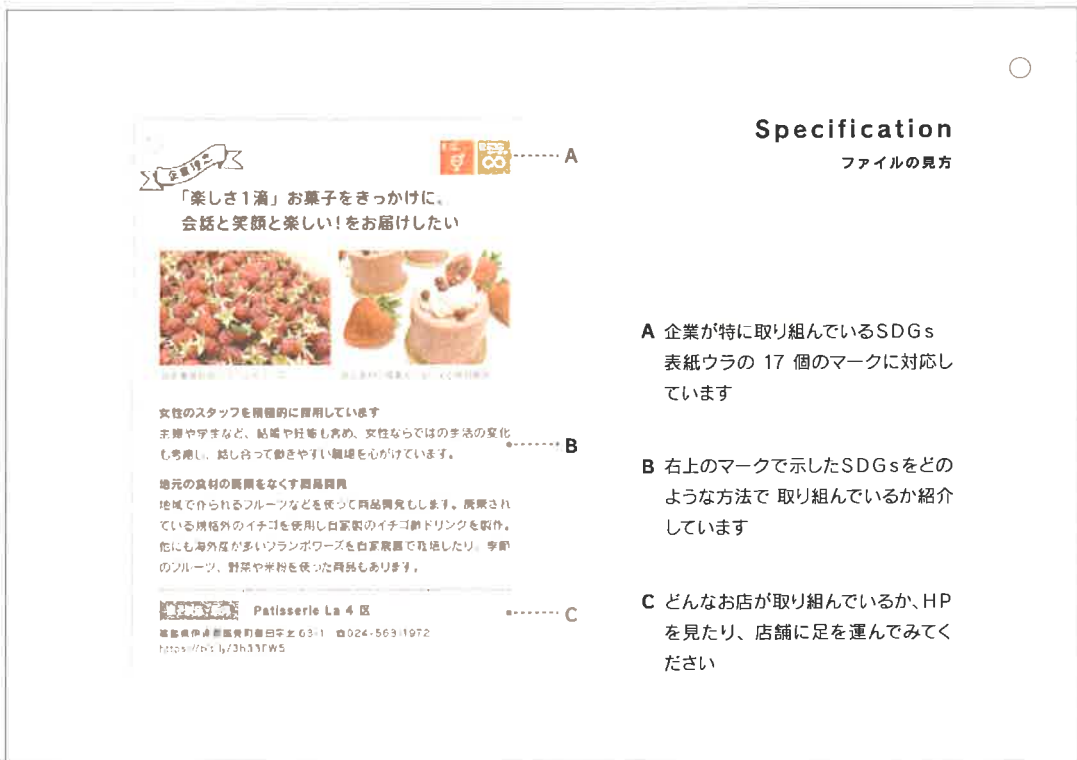 Specification
ファイルの見方
A
「楽しさ1滴」お菓子をきっかけに、
会話と笑顔と楽しい!をお届けしたい
A 企業が特に取り組んでいるSDGs
表紙ウラの 17 個のマークに対応し
ています
女性のスタッフを積極的に採用しています
主婦や学生など、結婚や妊娠も含め、女性ならではの生活の変化
も考慮し、話し合って働きやすい職場を心がけています。
B
地元の食材の廃棄をなくす商品開発
地域で作られるフルーツなどを使って商品開発もします。廃棄され
ている規格外のイチゴを使用し自家製のイチゴ酢ドリンクを製作。
他にも海外産が多いフランボワーズを自家農園で栽培したり、季節
のフルーツ、野菜や米粉を使った商品もあります。
B 右上のマークで示したSDGsをどの
ような方法で 取り組んでいるか紹介
しています
Patisserie La 4 区
024-563-1972
C
C どんなお店が取り組んでいるか、HP
を見たり、店舗に足を運んでみてく
ださい